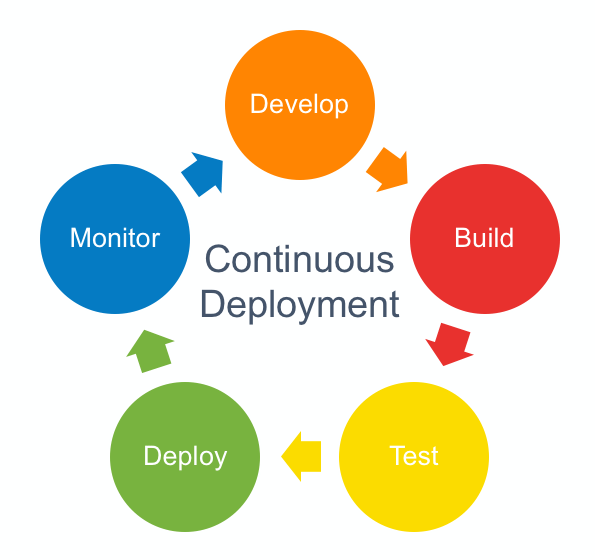 Develop
Build
Test
Deploy
Monitor
Continuous
Deployment